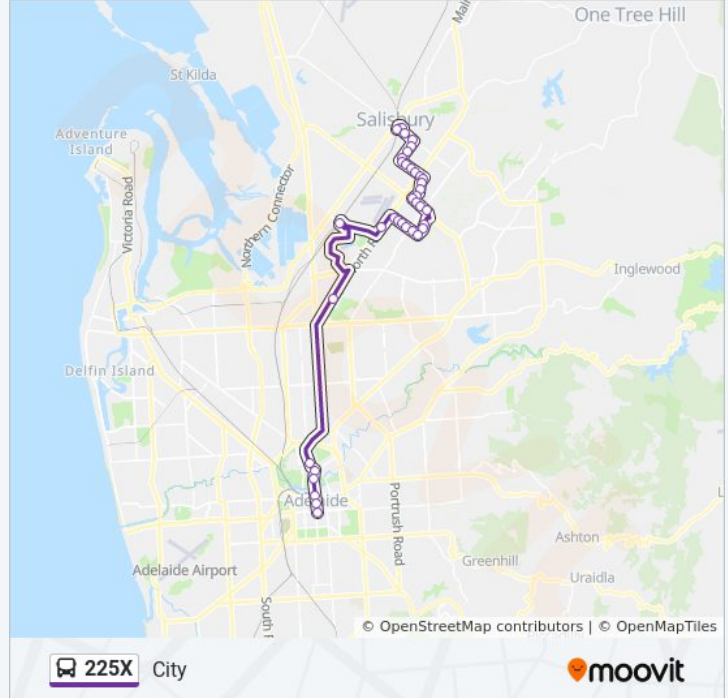 One Tree Hill
St Kilda
Salisbury
Adventure
Island
Victoria Road
Northern Connector
Inglewood
Delfin Island
Adelaide
Portrush Road
Ashton
Greenhill
Uraidla
Adelaide Airport
© OpenStreetMap contributors | © OpenMapTiles
225X City
moovit